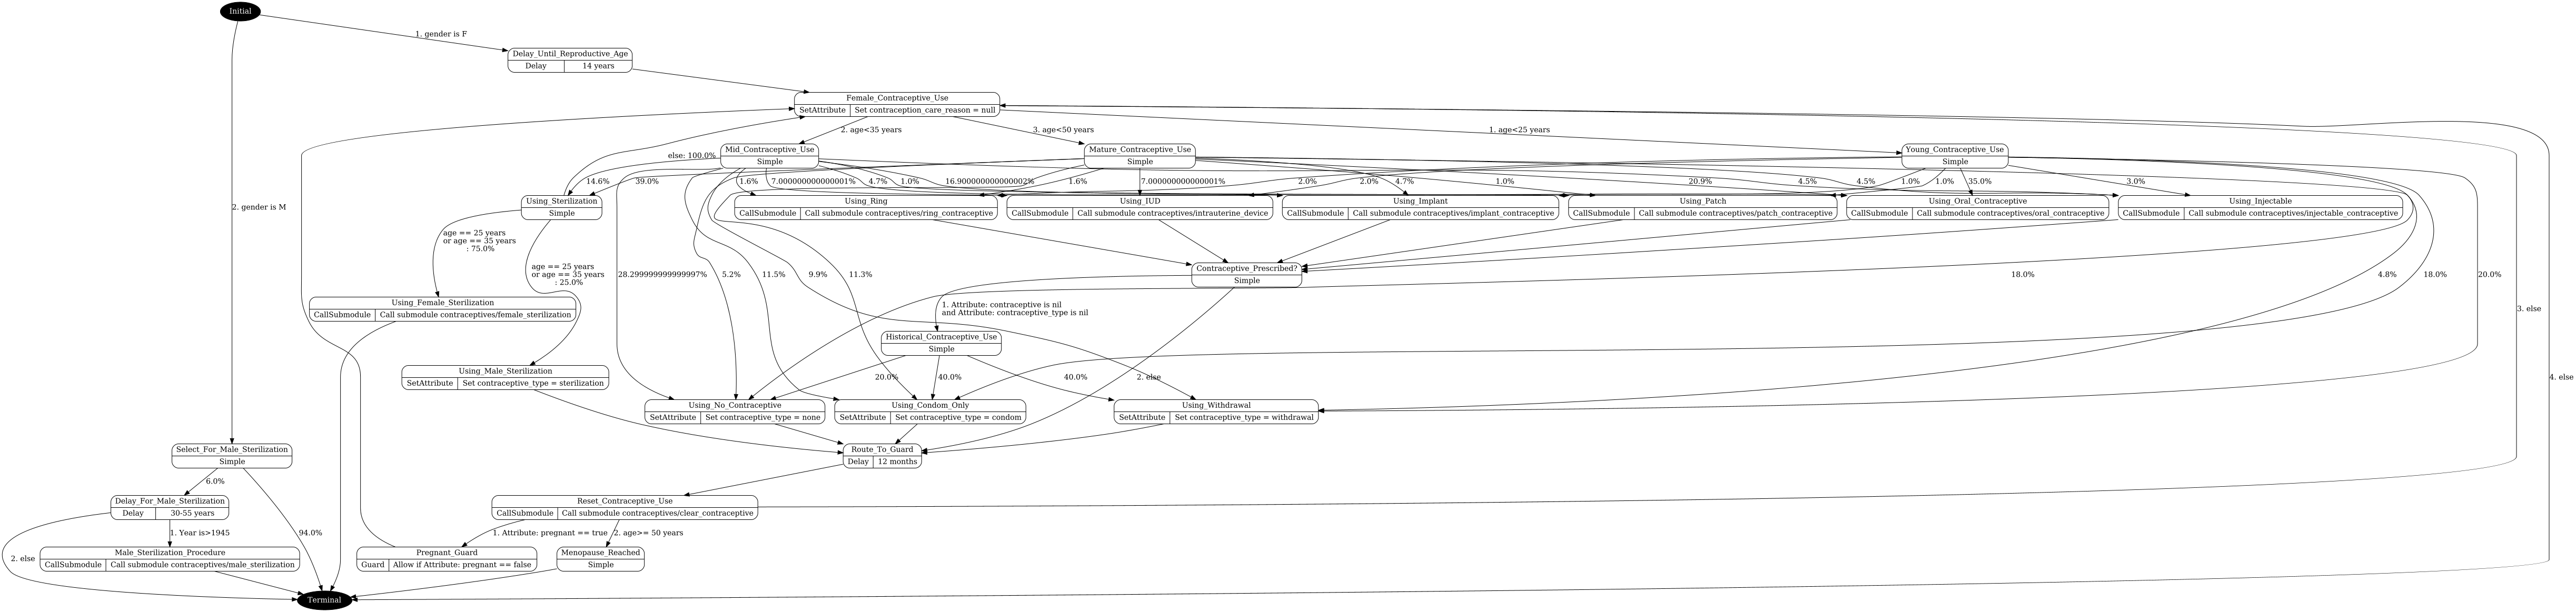 Initial
1. gender is F
Delay_Until_Reproductive_Age
Delay
14 years
Female_Contraceptive_Use
SetAttribute
Set contraception_care_reason = null
2. age<35 years
3. age<50 years
1. age<25 years
Mid_Contraceptive_Use
Simple
Mature_Contraceptive_Use
Simple
Young_Contraceptive_Use
Simple
else: 100.0%
14.6%
39.0%
1.6%
7.000000000000001%
4.7%
1.0%
16.900000000000002%
1.6%
7.000000000000001%
2.0%
2.0%
4.7%
1.0%
20.9%
4.5%
4.5%
1.0%
1.0%
35.0%
3.0%
2. gender is M
Using_Sterilization
Simple
Using_Ring
CallSubmodule
Call submodule contraceptives/ring_contraceptive
Using_IUD
CallSubmodule
Call submodule contraceptives/intrauterine_device
Using_Implant
CallSubmodule
Call submodule contraceptives/implant_contraceptive
Using_Patch
CallSubmodule
Call submodule contraceptives/patch_contraceptive
Using_Oral_Contraceptive
CallSubmodule
Call submodule contraceptives/oral_contraceptive
Using_Injectable
CallSubmodule
Call submodule contraceptives/injectable_contraceptive
age == 25 years
or age == 35 years
: 75.0%
age == 25 years
or age == 35 years
: 25.0%
28.299999999999997%
5.2%
11.5%
9.9%
11.3%
Contraceptive_Prescribed?
Simple
18.0%
4.8%
18.0%
20.0%
Using_Female_Sterilization
CallSubmodule
Call submodule contraceptives/female_sterilization
1. Attribute: contraceptive is nil
and Attribute: contraceptive_type is nil
3. else
Historical_Contraceptive_Use
Simple
Using_Male_Sterilization
SetAttribute
Set contraceptive_type = sterilization
20.0%
40.0%
40.0%
2. else
4. else
Using_No_Contraceptive
SetAttribute
Set contraceptive_type = none
Using_Condom_Only
SetAttribute
Set contraceptive_type = condom
Using_Withdrawal
SetAttribute
Set contraceptive_type = withdrawal
Select_For_Male_Sterilization
Simple
Route_To_Guard
Delay
12 months
6.0%
Delay_For_Male_Sterilization
Delay
30-55 years
Reset_Contraceptive_Use
CallSubmodule
Call submodule contraceptives/clear_contraceptive
1. Year is>1945
94.0%
1. Attribute: pregnant == true
2. age>= 50 years
2. else
Male_Sterilization_Procedure
CallSubmodule
Call submodule contraceptives/male_sterilization
Pregnant_Guard
Guard
Allow if Attribute: pregnant == false
Menopause_Reached
Simple
Terminal